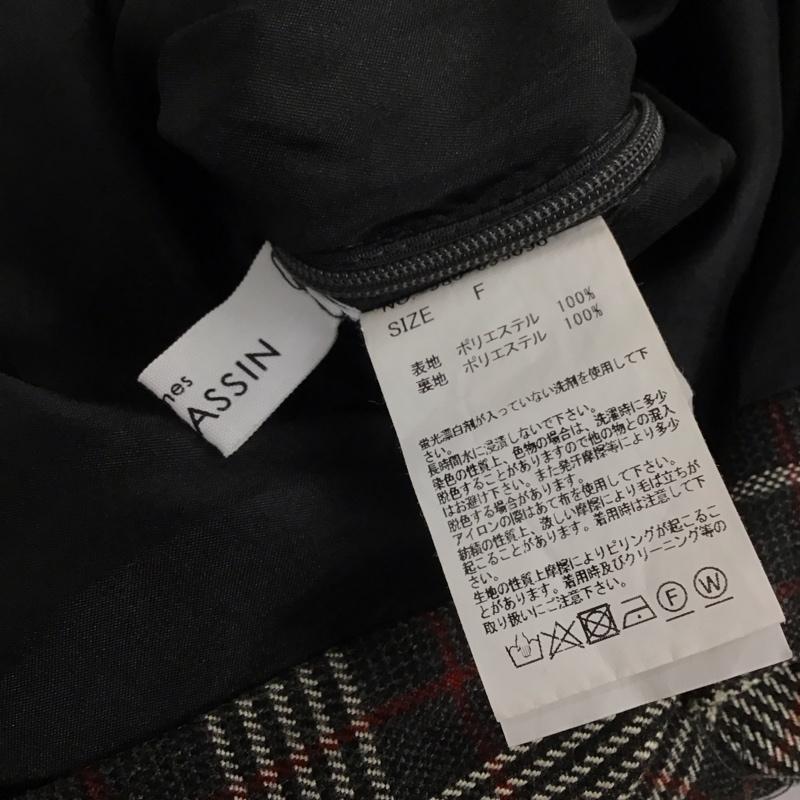 nes
ASSIN
SIZE F
表地 ポリエステル 100%
裏地 ポリエステル 100%
蛍光漂白剤が入っていない洗剤を使用して下
さい。
長時間水に浸漬しないで下さい。
染色の性質上、色物の場合は、洗濯時に多少
脱色することがありますので他の物との混入
はお避け下さい。また発汗摩擦等により多少
脱色する場合があります。
アイロンの際はあて布を使用して下さい。
紡績の性質上、激しい摩擦により毛ば立ちが
起こることがあります。着用時は注意して下
さい。
生地の性質上摩擦によりピリングが起こるこ
とがあります。着用時及びクリーニング等の
取り扱いにご注意下さい。
F W